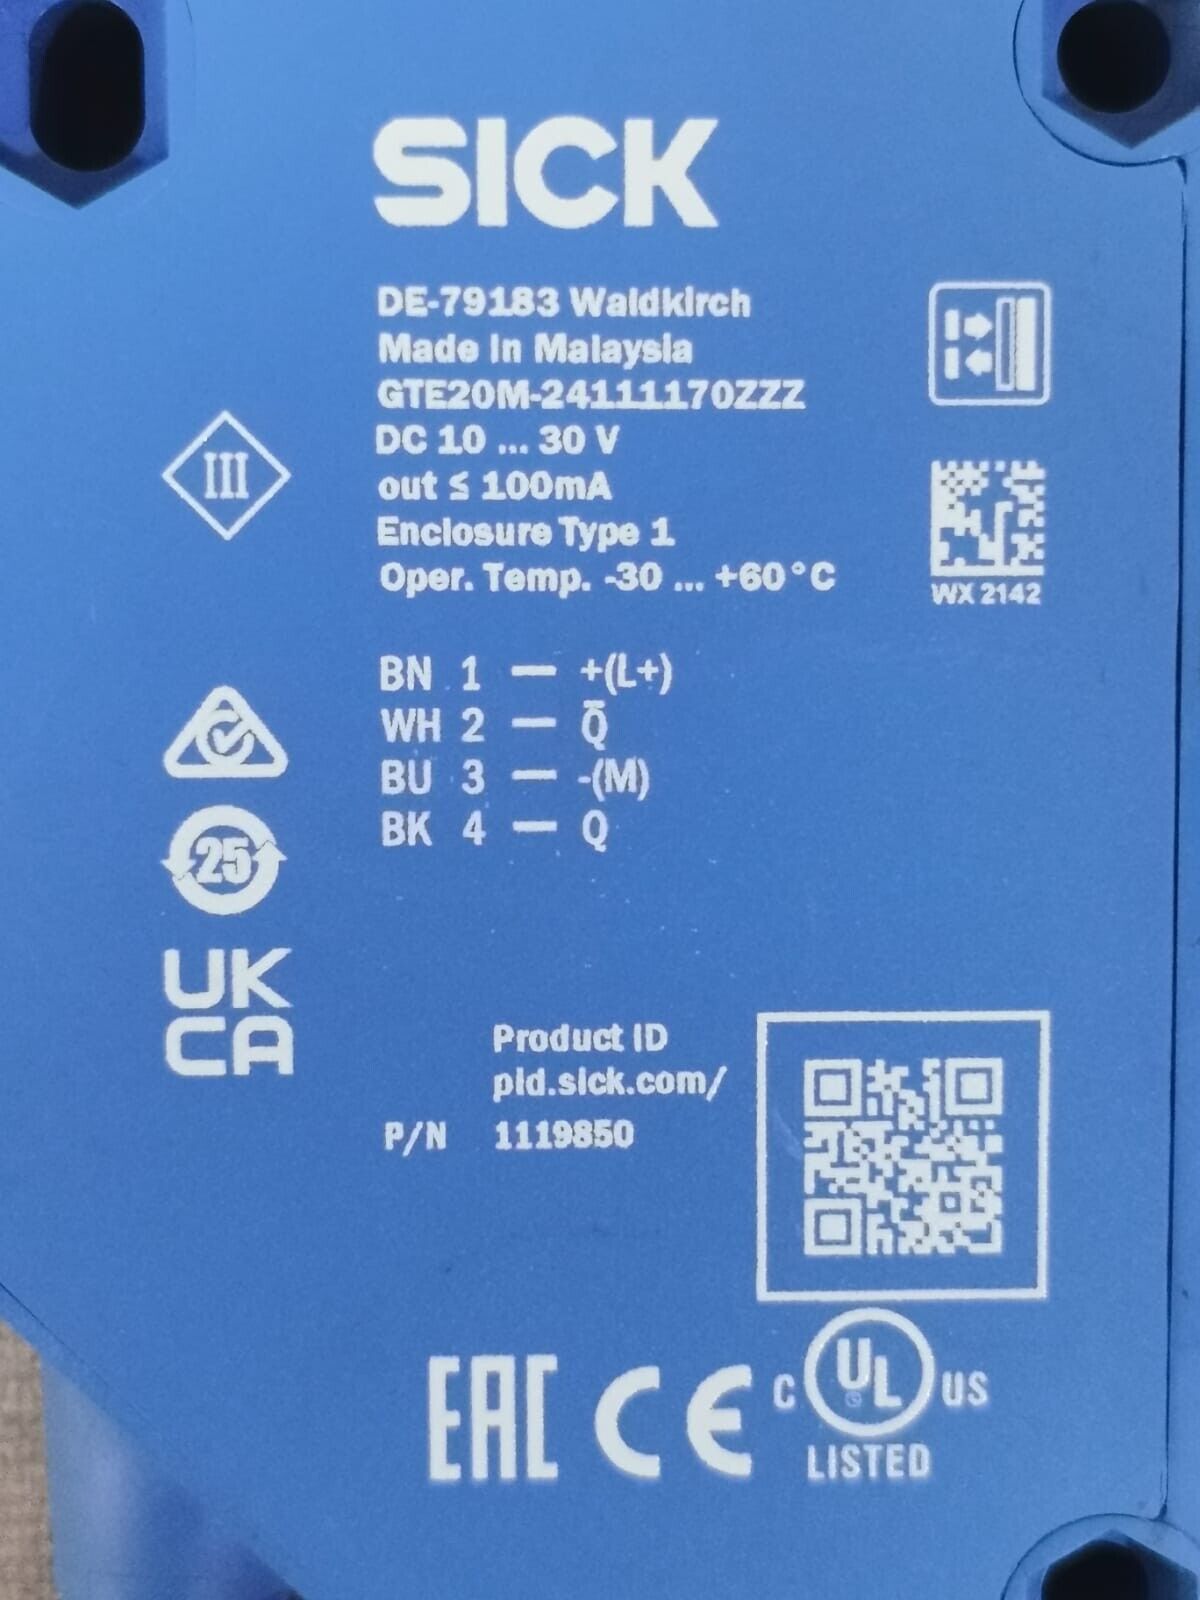 SICK
DE-79183 Waldkirch
Made in Malaysia
GTE20M-24111170ZZZ
DC 10 ... 30 V
out ≤ 100mA
Enclosure Type 1
Oper. Temp. -30 ... +60°C
III
WX 2142
BN 1 — +(L+)
WH 2 — Q̅
BU 3 — -(M)
BK 4 — Q
25
UK
CA
Product ID
pid.sick.com/
P/N 1119850
EAC CE C UL US
LISTED